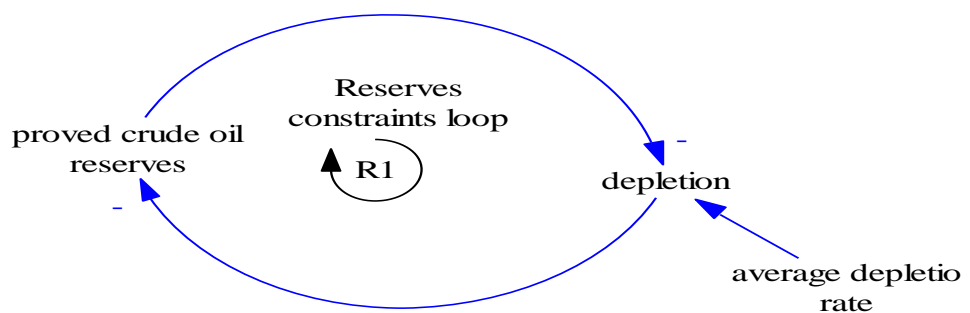 Reserves
constraints loop
proved crude oil
reserves
R1
-
depletion
-
average depletio
rate